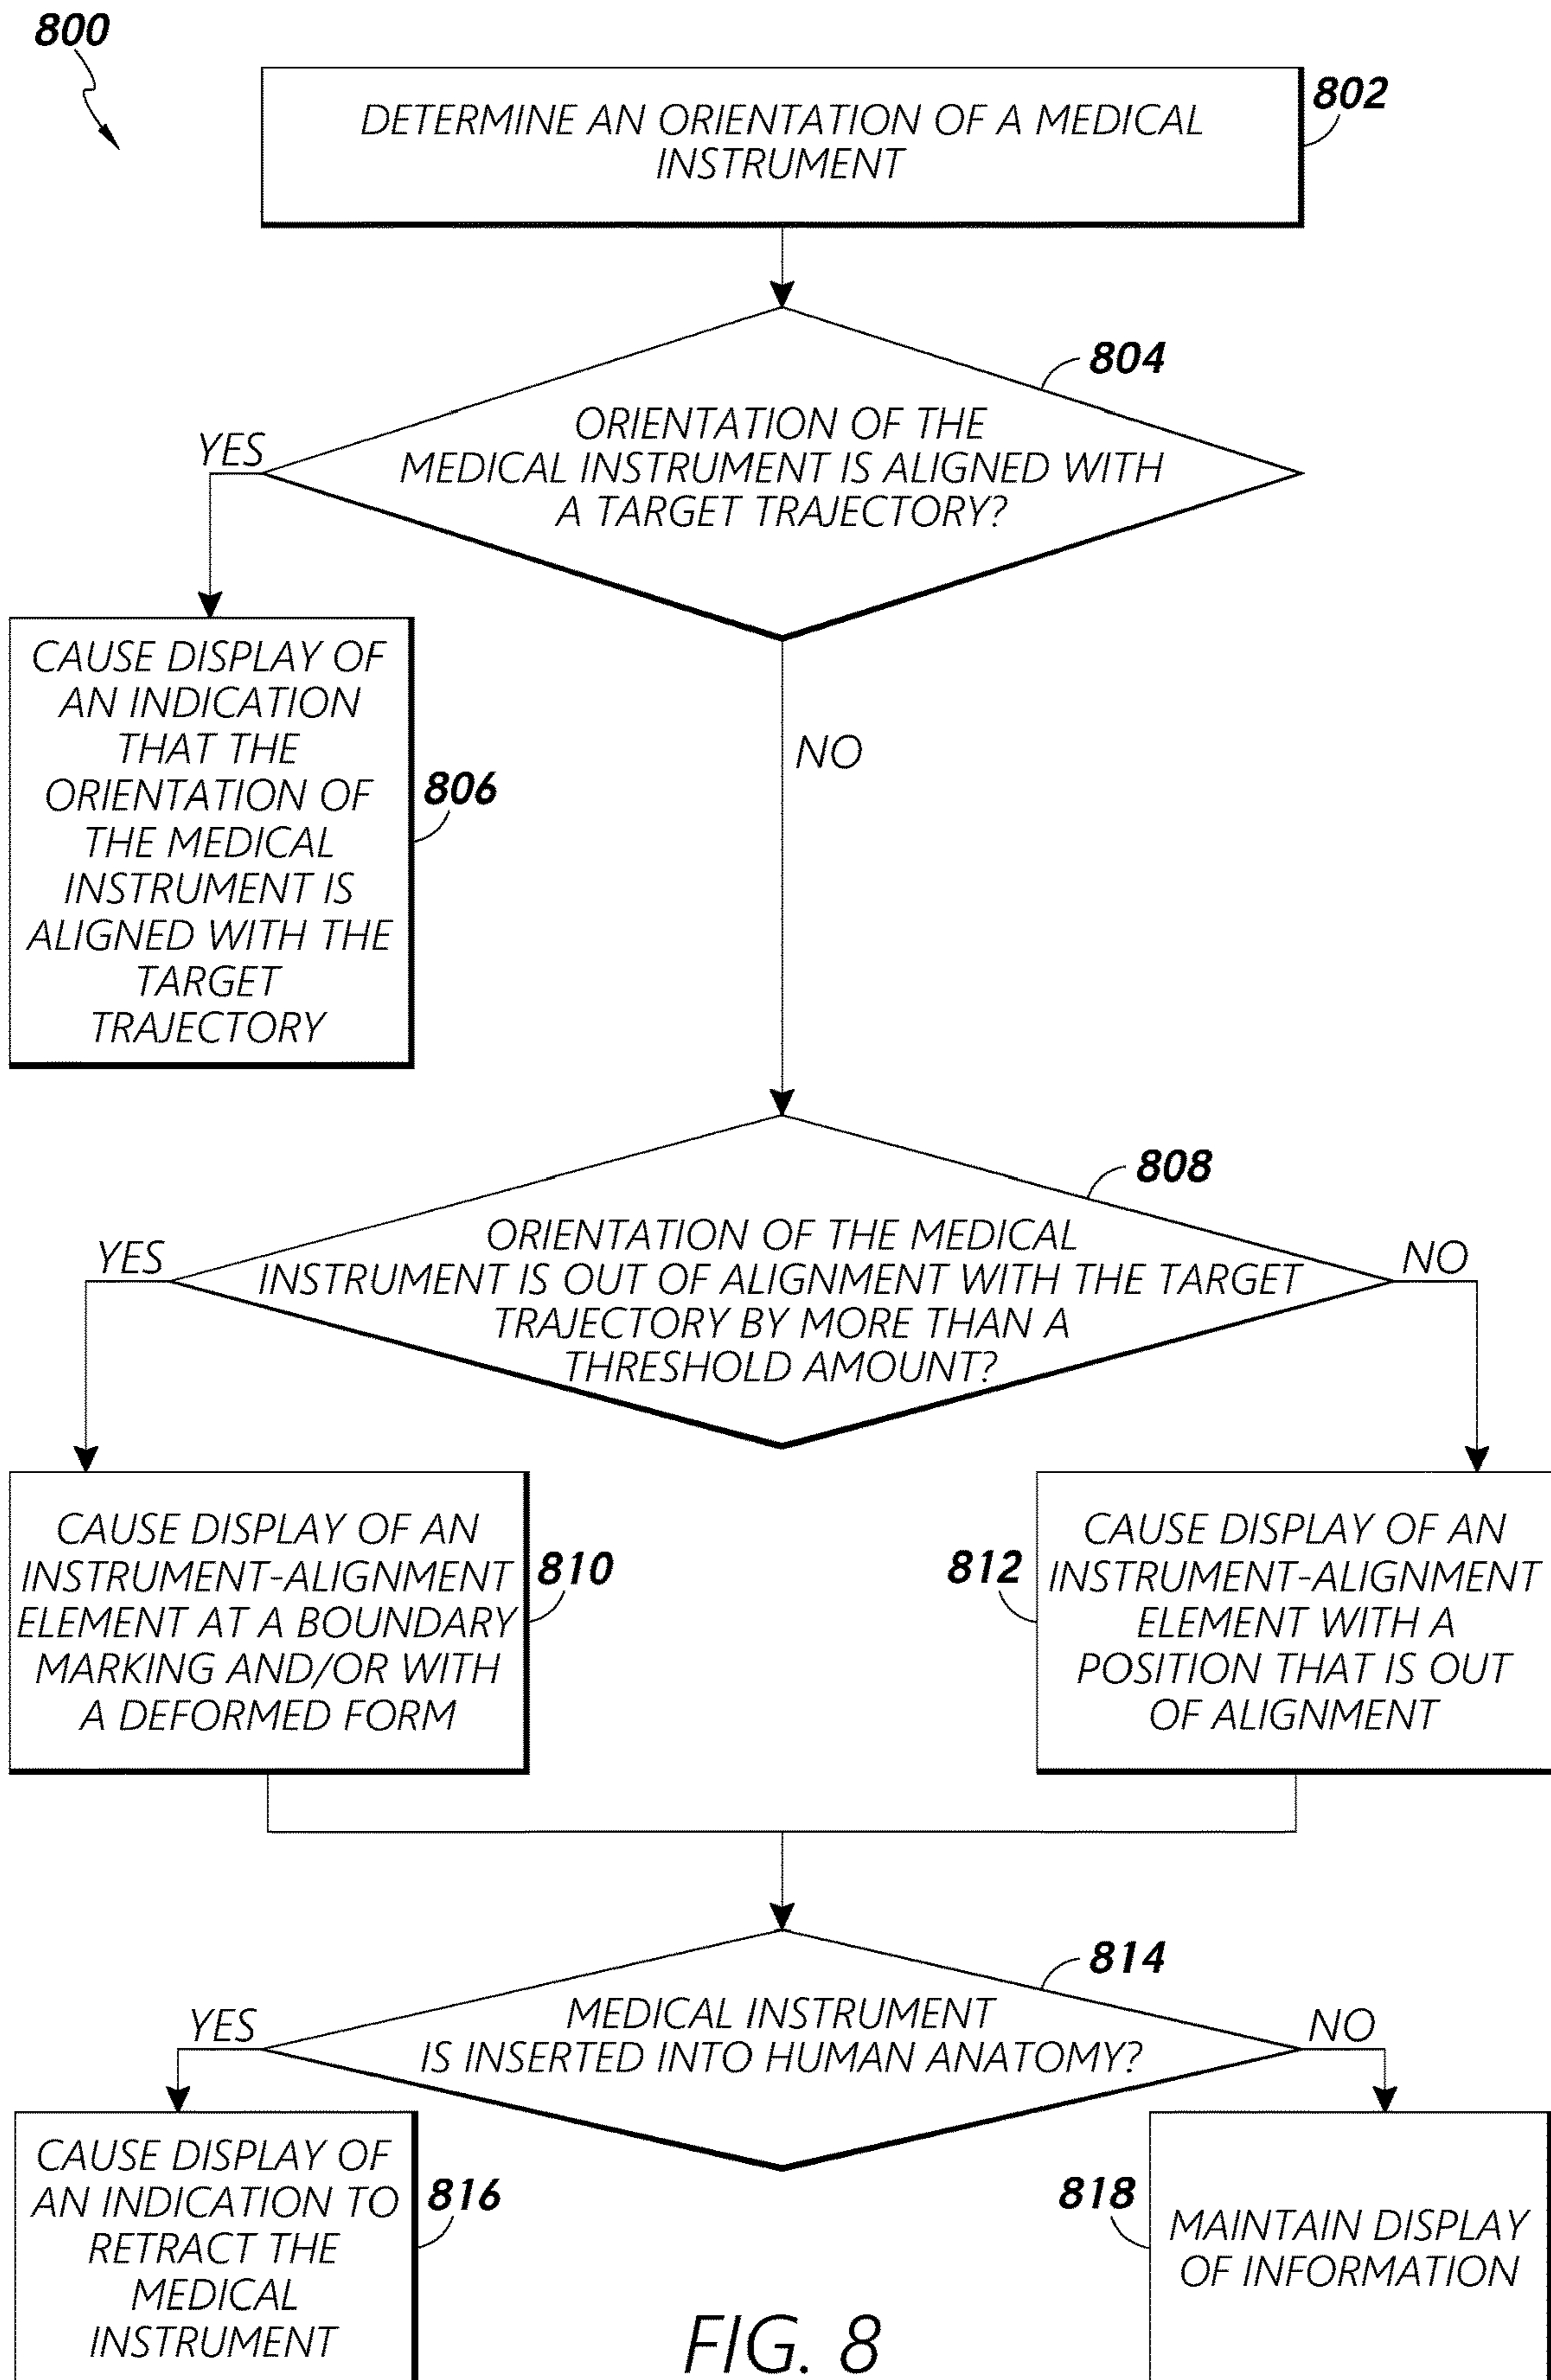 800
DETERMINE AN ORIENTATION OF A MEDICAL
INSTRUMENT
802
804
ORIENTATION OF THE
MEDICAL INSTRUMENT IS ALIGNED WITH
A TARGET TRAJECTORY?
YES
NO
CAUSE DISPLAY OF
AN INDICATION
THAT THE
ORIENTATION OF
THE MEDICAL
INSTRUMENT IS
ALIGNED WITH THE
TARGET
TRAJECTORY
806
808
ORIENTATION OF THE MEDICAL
INSTRUMENT IS OUT OF ALIGNMENT WITH THE TARGET
TRAJECTORY BY MORE THAN A
THRESHOLD AMOUNT?
YES
NO
CAUSE DISPLAY OF AN
INSTRUMENT-ALIGNMENT
ELEMENT AT A BOUNDARY
MARKING AND/OR WITH
A DEFORMED FORM
810
812
CAUSE DISPLAY OF AN
INSTRUMENT-ALIGNMENT
ELEMENT WITH A
POSITION THAT IS OUT
OF ALIGNMENT
814
MEDICAL INSTRUMENT
IS INSERTED INTO HUMAN ANATOMY?
YES
NO
CAUSE DISPLAY OF
AN INDICATION TO
RETRACT THE
MEDICAL
INSTRUMENT
816
818
MAINTAIN DISPLAY
OF INFORMATION
FIG. 8